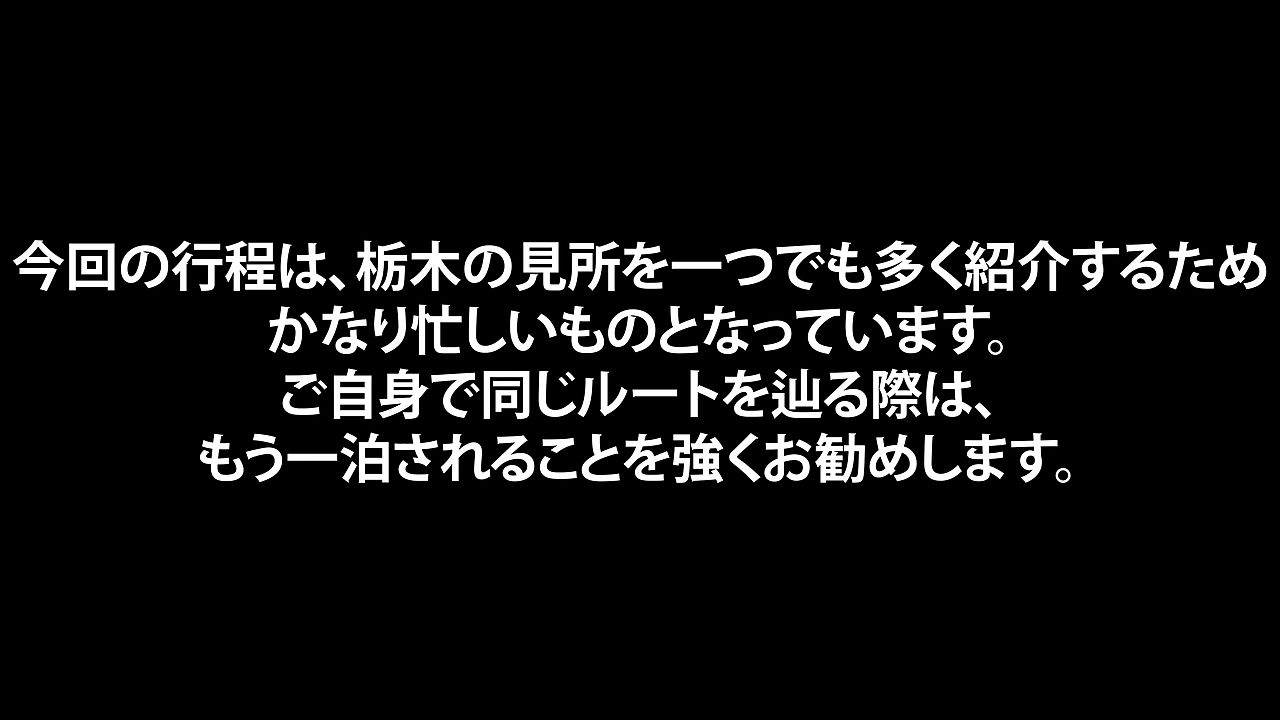 今回の行程は、栃木の見所を一つでも多く紹介するため
かなり忙しいものとなっています。
ご自身で同じルートを辿る際は、
もう一泊されることを強くお勧めします。